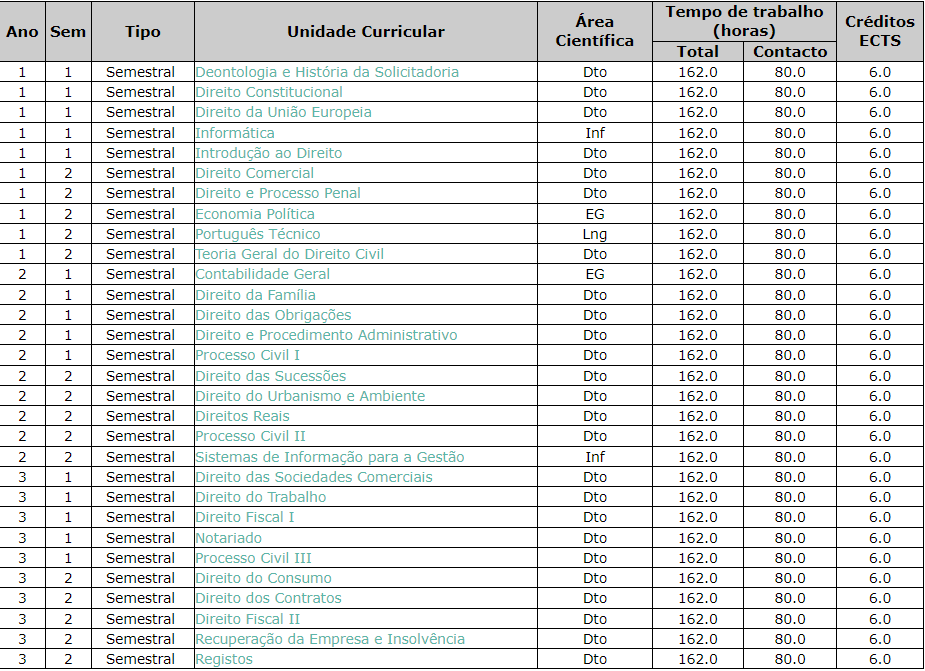 Ano Sem Tipo Unidade Curricular Área Científica Tempo de trabalho (horas) Créditos ECTS
Total Contacto
1 1 Semestral Deontologia e História da Solicitadoria Dto 162.0 80.0 6.0
1 1 Semestral Direito Constitucional Dto 162.0 80.0 6.0
1 1 Semestral Direito da União Europeia Dto 162.0 80.0 6.0
1 1 Semestral Informática Inf 162.0 80.0 6.0
1 1 Semestral Introdução ao Direito Dto 162.0 80.0 6.0
1 2 Semestral Direito Comercial Dto 162.0 80.0 6.0
1 2 Semestral Direito e Processo Penal Dto 162.0 80.0 6.0
1 2 Semestral Economia Política EG 162.0 80.0 6.0
1 2 Semestral Português Técnico Lng 162.0 80.0 6.0
1 2 Semestral Teoria Geral do Direito Civil Dto 162.0 80.0 6.0
2 1 Semestral Contabilidade Geral EG 162.0 80.0 6.0
2 1 Semestral Direito da Família Dto 162.0 80.0 6.0
2 1 Semestral Direito das Obrigações Dto 162.0 80.0 6.0
2 1 Semestral Direito e Procedimento Administrativo Dto 162.0 80.0 6.0
2 1 Semestral Processo Civil I Dto 162.0 80.0 6.0
2 2 Semestral Direito das Sucessões Dto 162.0 80.0 6.0
2 2 Semestral Direito do Urbanismo e Ambiente Dto 162.0 80.0 6.0
2 2 Semestral Direitos Reais Dto 162.0 80.0 6.0
2 2 Semestral Processo Civil II Dto 162.0 80.0 6.0
2 2 Semestral Sistemas de Informação para a Gestão Inf 162.0 80.0 6.0
3 1 Semestral Direito das Sociedades Comerciais Dto 162.0 80.0 6.0
3 1 Semestral Direito do Trabalho Dto 162.0 80.0 6.0
3 1 Semestral Direito Fiscal I Dto 162.0 80.0 6.0
3 1 Semestral Notariado Dto 162.0 80.0 6.0
3 1 Semestral Processo Civil III Dto 162.0 80.0 6.0
3 2 Semestral Direito do Consumo Dto 162.0 80.0 6.0
3 2 Semestral Direito dos Contratos Dto 162.0 80.0 6.0
3 2 Semestral Direito Fiscal II Dto 162.0 80.0 6.0
3 2 Semestral Recuperação da Empresa e Insolvência Dto 162.0 80.0 6.0
3 2 Semestral Registos Dto 162.0 80.0 6.0